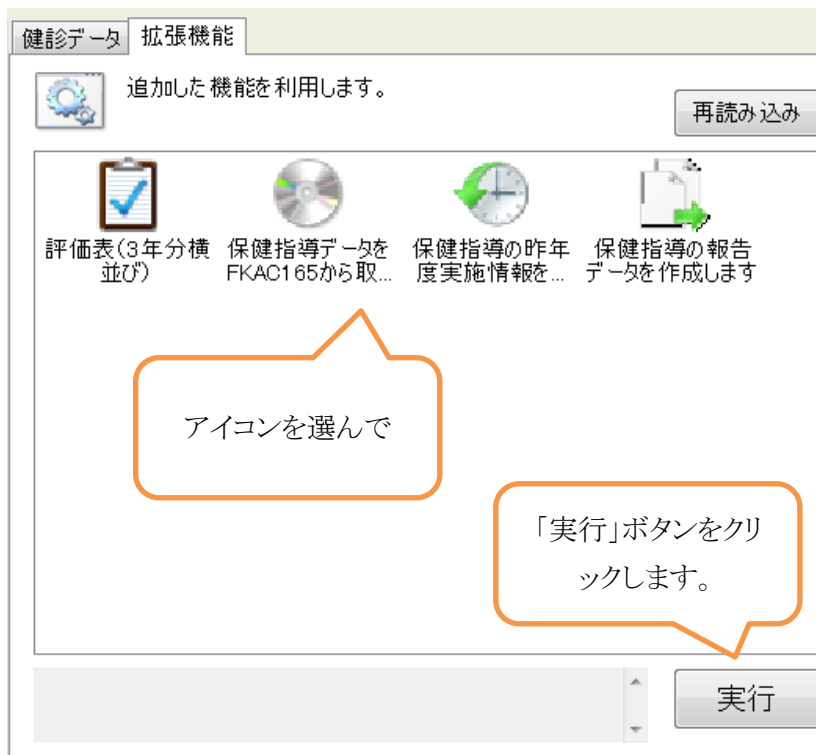 健診データ 拡張機能
追加した機能を利用します。
再読み込み
評価表(3年分横
並び)
保健指導データを
FKAC165から取...
保健指導の昨年
度実施情報を...
保健指導の報告
データを作成します
アイコンを選んで
「実行」ボタンをクリ
ックします。
実行